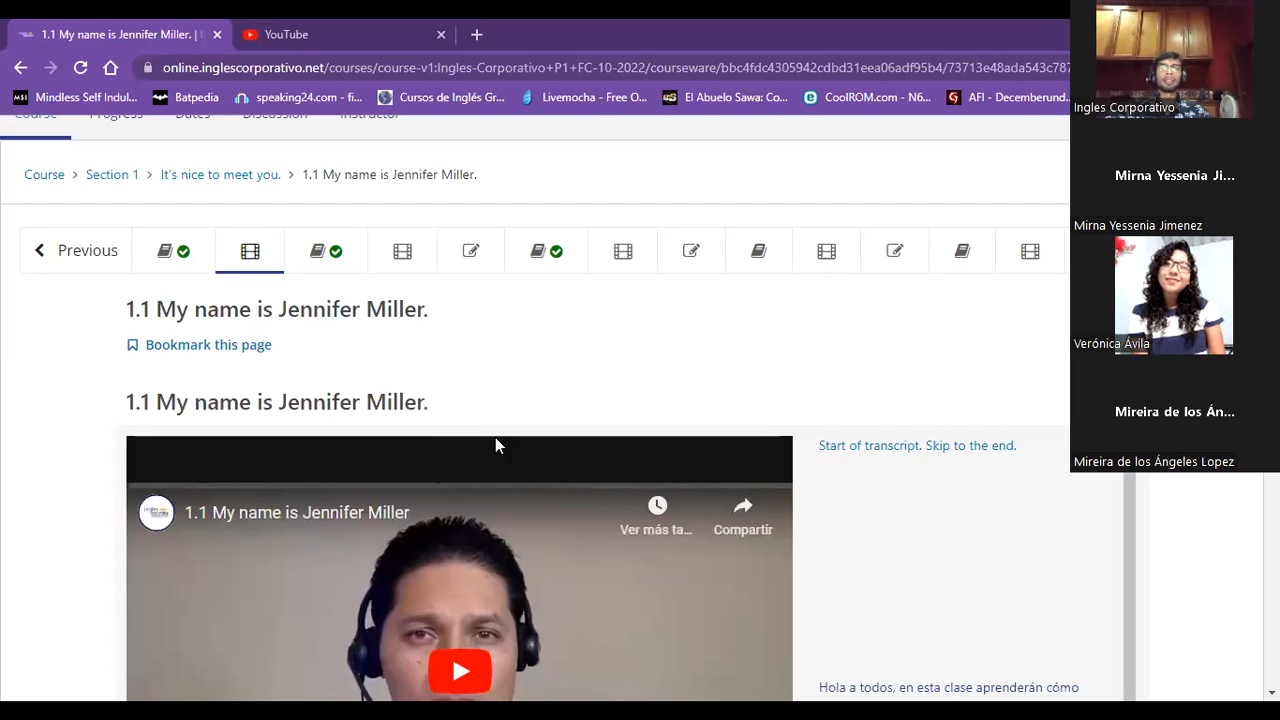 1.1 My name is Jennifer Miller. |
YouTube
online.inglescorporativo.net/courses/course-v1:Ingles-Corporativo+P1+FC-10-2022/courseware/bbc4fdc4305942cdbd31eea06adf95b4/73713e48ada543c787
Mindless Self Indul...
Batpedia
speaking24.com - fi...
Cursos de Inglés Gr...
Livemocha - Free O...
El Abuelo Sawa: Co...
CoolROM.com - N6...
AFI - Decemberund...
Course
Progress
Dates
Discussion
Instructor
Course > Section 1 > It's nice to meet you. > 1.1 My name is Jennifer Miller.
Previous
1.1 My name is Jennifer Miller.
Bookmark this page
1.1 My name is Jennifer Miller.
Start of transcript. Skip to the end.
1.1 My name is Jennifer Miller
Ver más ta...
Compartir
Hola a todos, en esta clase aprenderán cómo
Ingles Corporativo
Mirna Yessenia Ji...
Mirna Yessenia Jimenez
Verónica Ávila
Mireira de los Án...
Mireira de los Ángeles Lopez